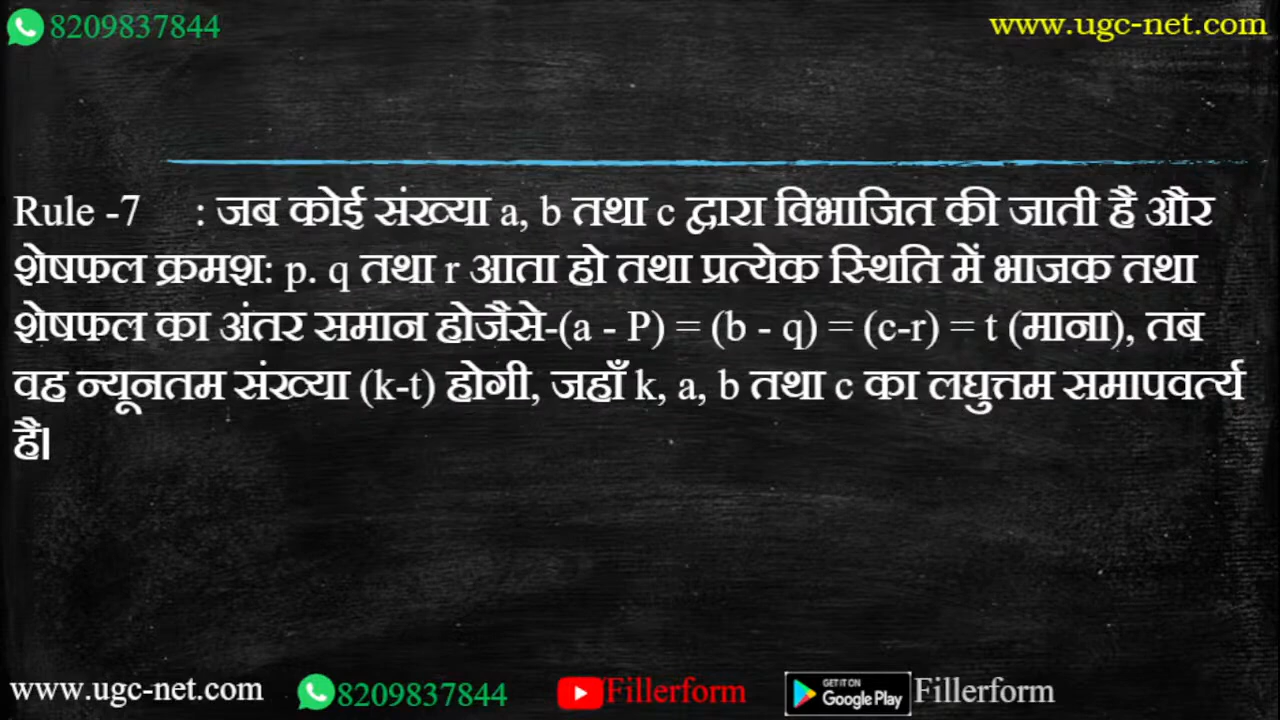 8209837844 www.ugc-net.com
Rule -7 : जब कोई संख्या a, b तथा c द्वारा विभाजित की जाती है और
शेषफल क्रमश: p. q तथा r आता हो तथा प्रत्येक स्थिति में भाजक तथा
शेषफल का अंतर समान होजैसे-(a - P) = (b - q) = (c-r) = t (माना), तब
वह न्यूनतम संख्या (k-t) होगी, जहाँ k, a, b तथा c का लघुत्तम समापवर्त्य
है।
www.ugc-net.com 8209837844 Fillerform GET IT ON Google Play Fillerform